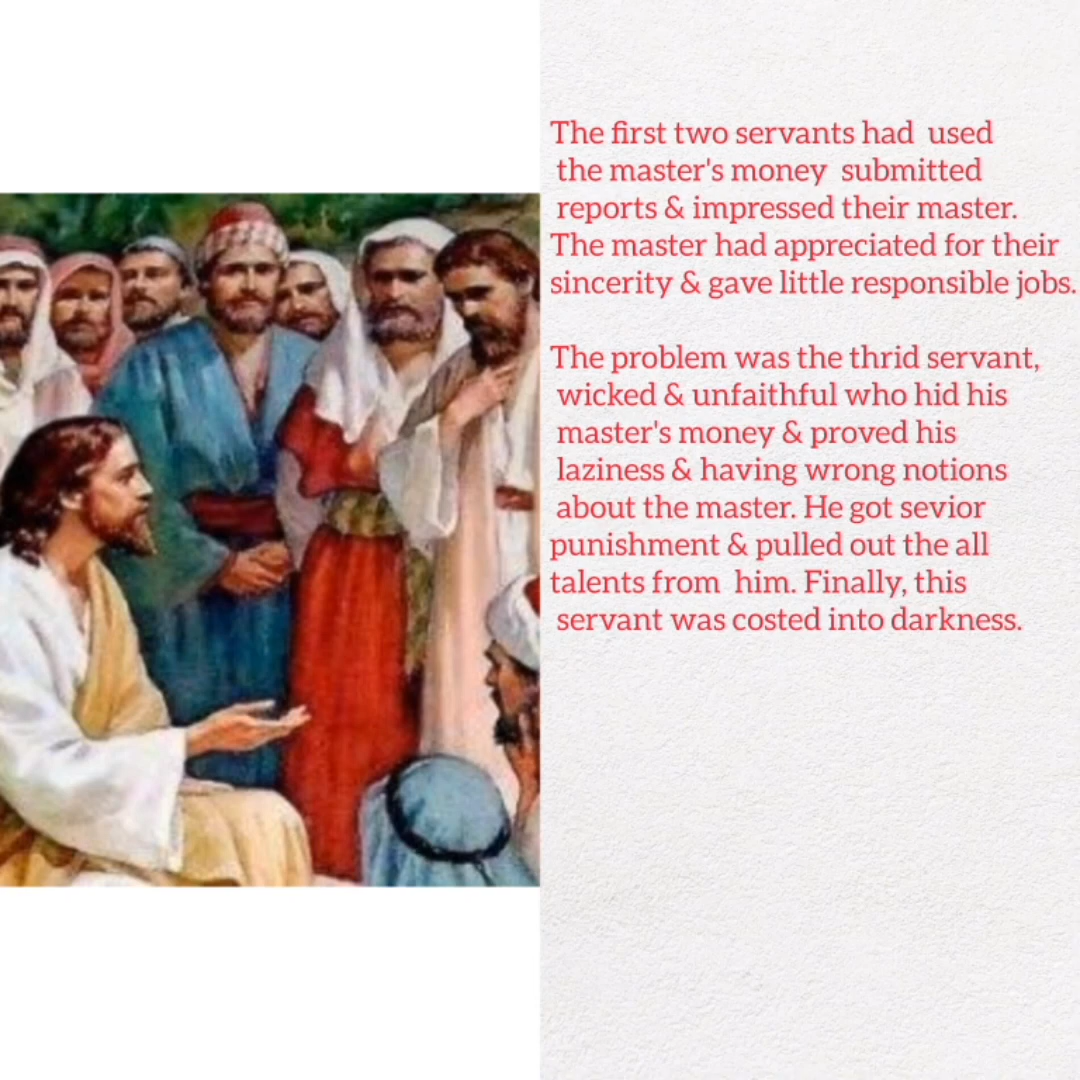 The first two servants had used
the master's money submitted
reports & impressed their master.
The master had appreciated for their
sincerity & gave little responsible jobs.
The problem was the thrid servant,
wicked & unfaithful who hid his
master's money & proved his
laziness & having wrong notions
about the master. He got sevior
punishment & pulled out the all
talents from him. Finally, this
servant was costed into darkness.